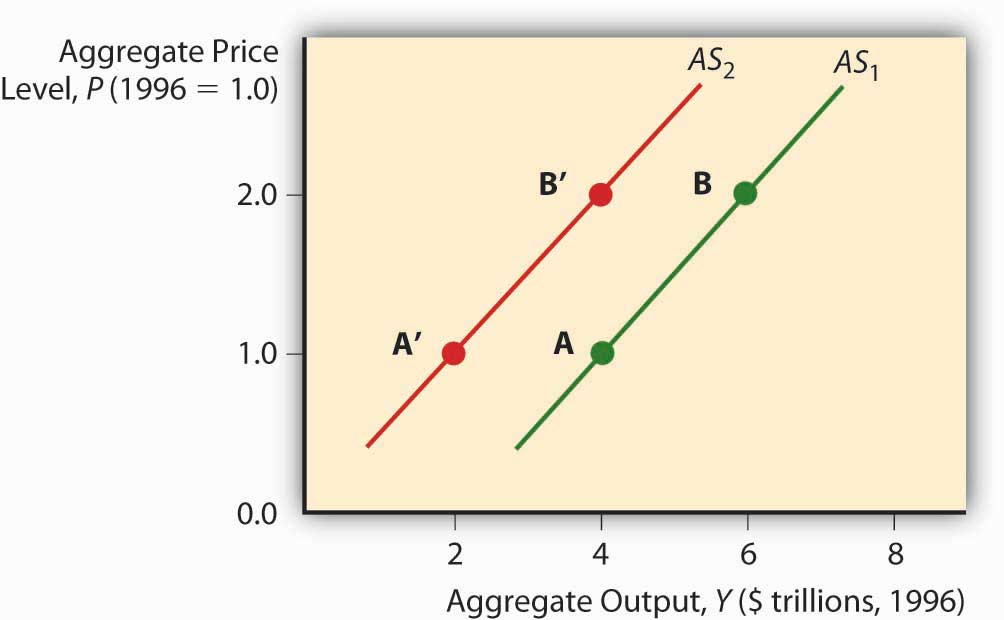 Aggregate Price
Level, P (1996 = 1.0)
AS2
AS1
2.0
B′
B
1.0
A′
A
0.0
2
4
6
8
Aggregate Output, Y ($ trillions, 1996)